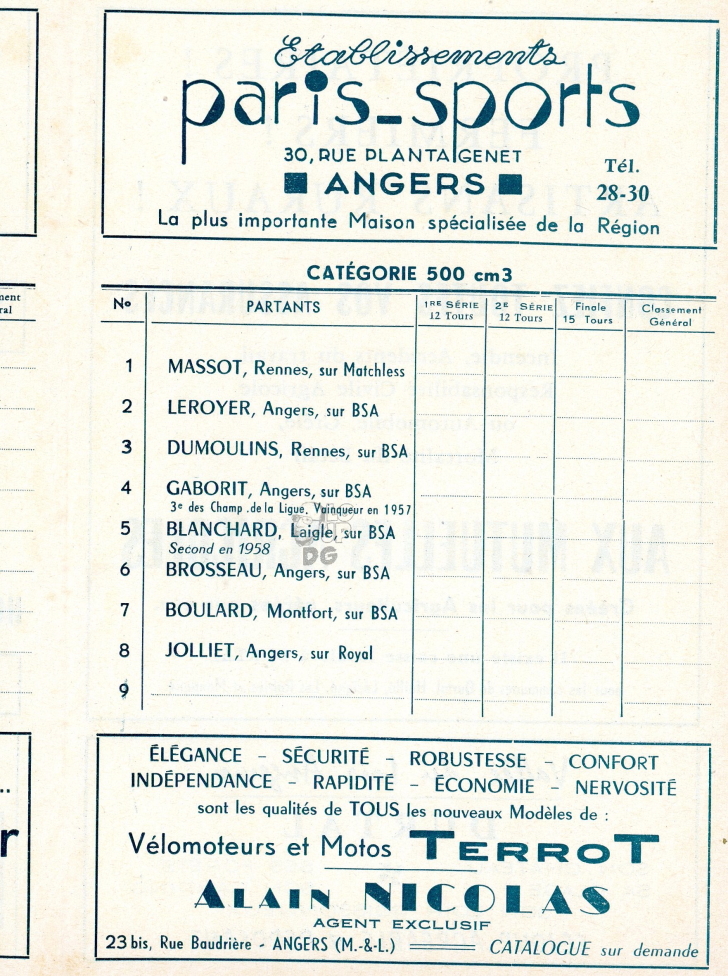 Etablissements
paris-sports
30, RUE PLANTAGENET
Tél.
ANGERS
28-30
La plus importante Maison spécialisée de la Région
CATÉGORIE 500 cm3
No PARTANTS 1RE SÉRIE 12 Tours 2E SÉRIE 12 Tours Finale 15 Tours Classement Général
1 MASSOT, Rennes, sur Matchless
2 LEROYER, Angers, sur BSA
3 DUMOULINS, Rennes, sur BSA
4 GABORIT, Angers, sur BSA
3e des Champ. de la Ligue. Vainqueur en 1957
5 BLANCHARD, Laigle, sur BSA
Second en 1958
6 BROSSEAU, Angers, sur BSA
7 BOULARD, Montfort, sur BSA
8 JOLLIET, Angers, sur Royal
9
ÉLÉGANCE - SÉCURITÉ - ROBUSTESSE - CONFORT
INDÉPENDANCE - RAPIDITÉ - ÉCONOMIE - NERVOSITÉ
sont les qualités de TOUS les nouveaux Modèles de :
Vélomoteurs et Motos TERROT
ALAIN NICOLAS
AGENT EXCLUSIF
23 bis, Rue Baudrière - ANGERS (M.-&-L.) CATALOGUE sur demande